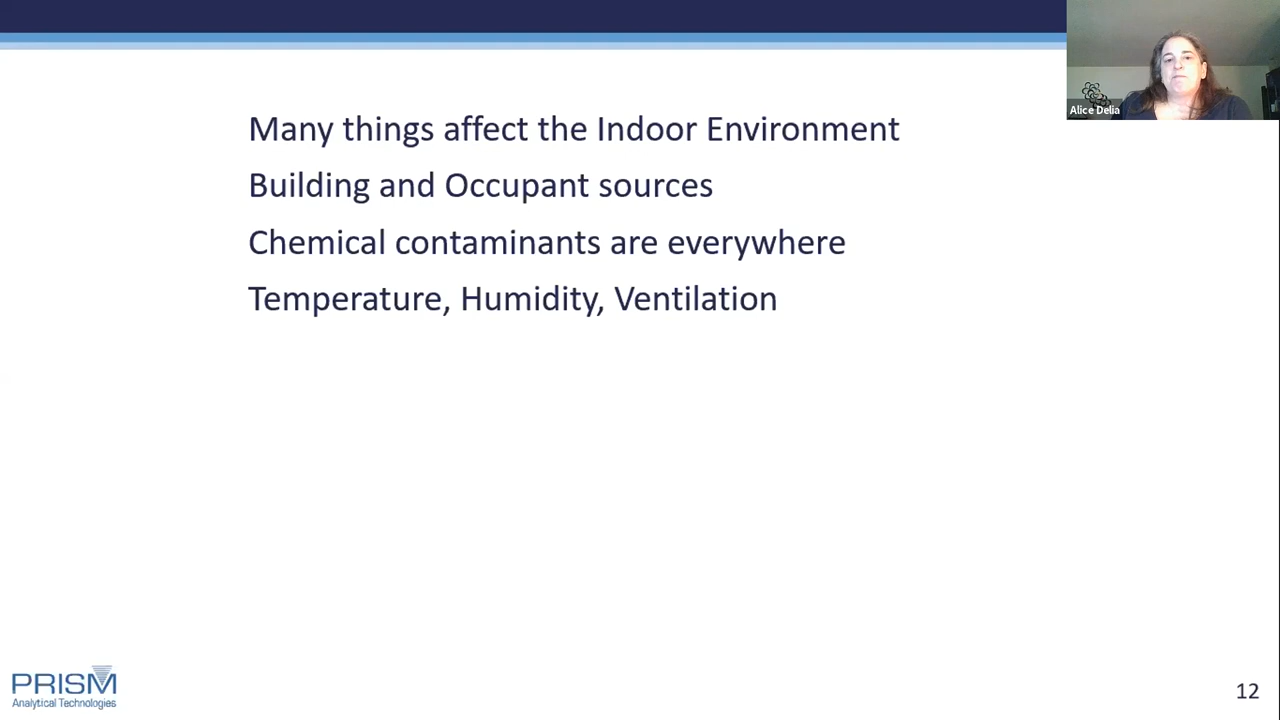 Alice Delia
Many things affect the Indoor Environment
Building and Occupant sources
Chemical contaminants are everywhere
Temperature, Humidity, Ventilation
PRISM
Analytical Technologies
12